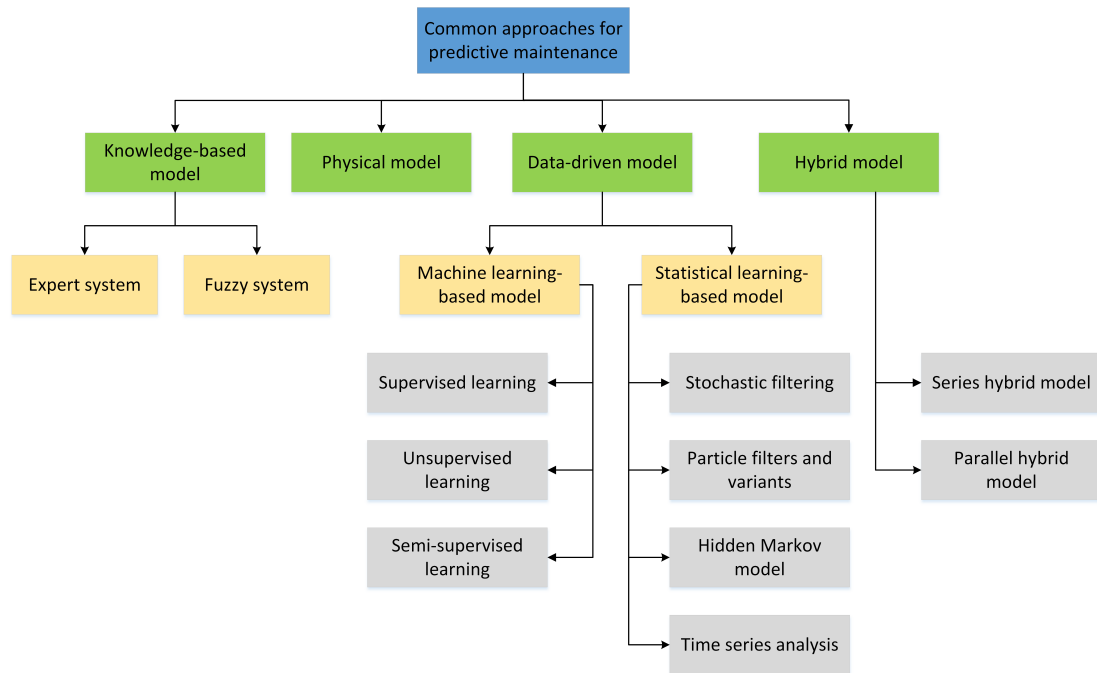 Common approaches for
predictive maintenance
Knowledge-based
model
Physical model
Data-driven model
Hybrid model
Expert system
Fuzzy system
Machine learning-
based model
Statistical learning-
based model
Supervised learning
Stochastic filtering
Series hybrid model
Unsupervised
learning
Particle filters and
variants
Parallel hybrid
model
Semi-supervised
learning
Hidden Markov
model
Time series analysis